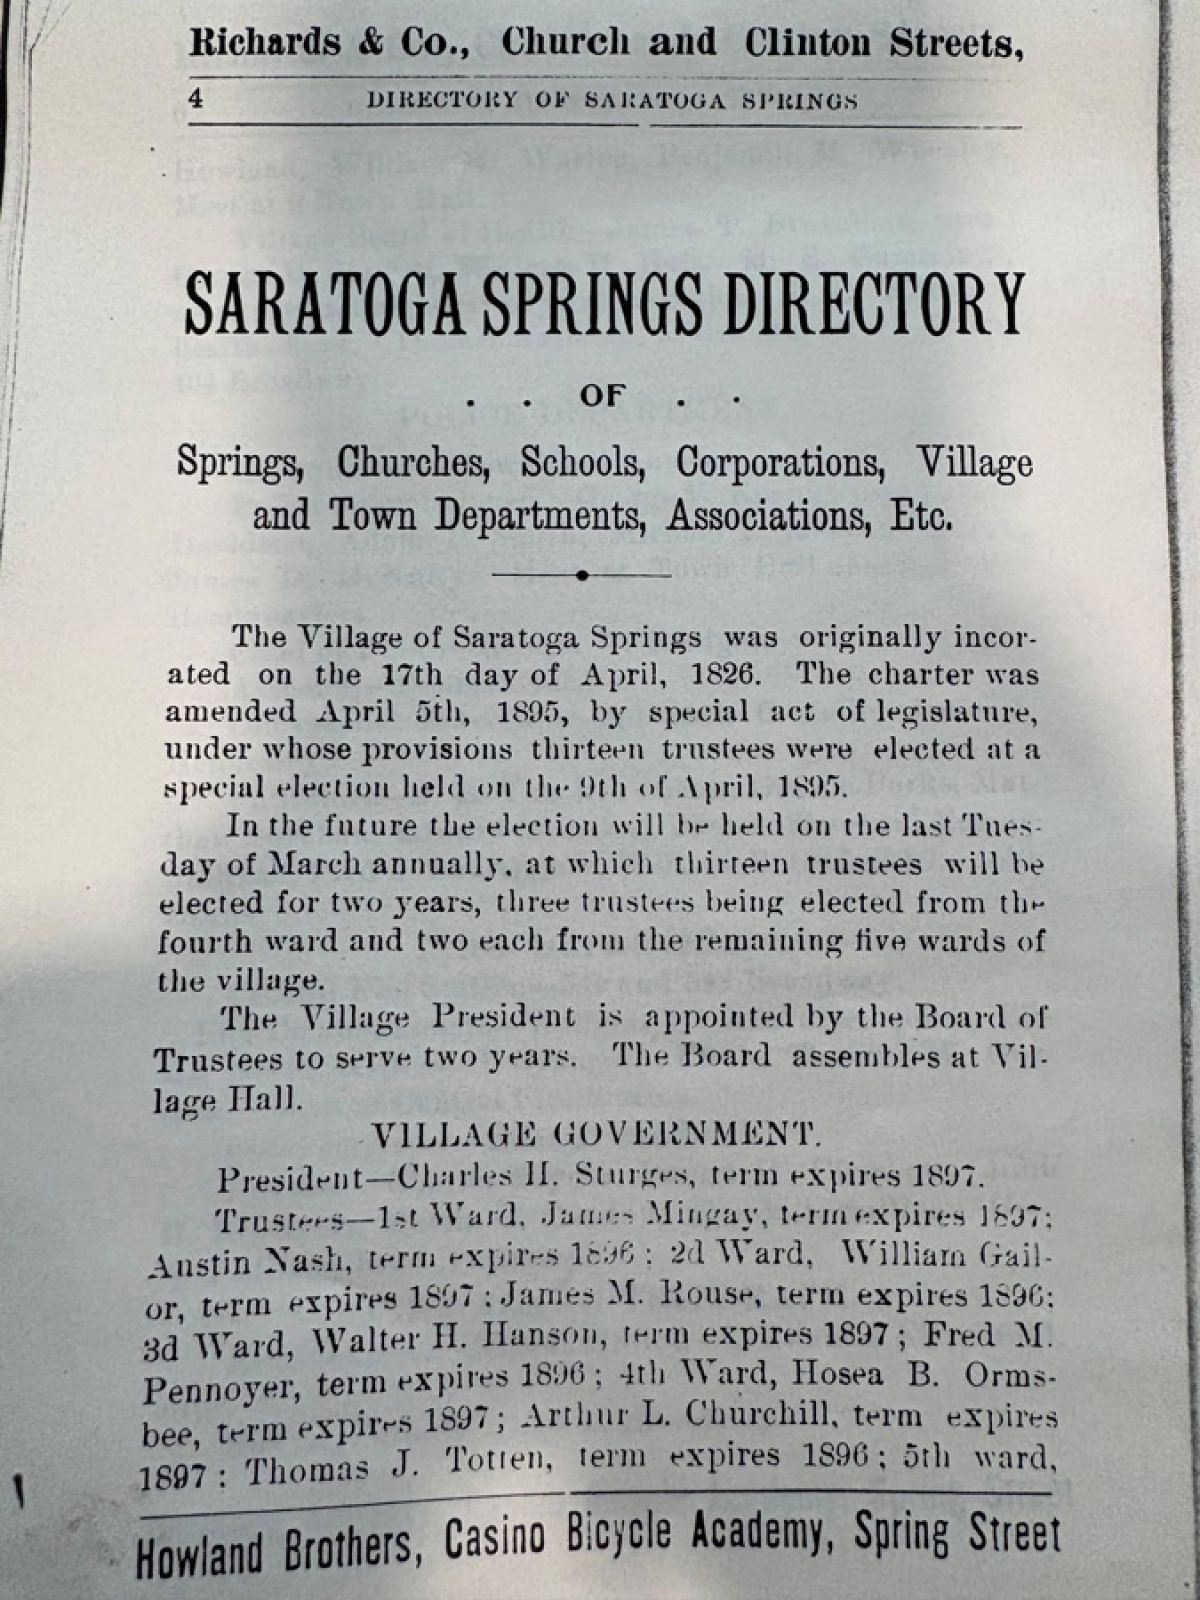 Richards & Co., Church and Clinton Streets,
4 DIRECTORY OF SARATOGA SPRINGS
SARATOGA SPRINGS DIRECTORY
. . OF . .
Springs, Churches, Schools, Corporations, Village
and Town Departments, Associations, Etc.
The Village of Saratoga Springs was originally incor-
ated on the 17th day of April, 1826. The charter was
amended April 5th, 1895, by special act of legislature,
under whose provisions thirteen trustees were elected at a
special election held on the 9th of April, 1895.
In the future the election will be held on the last Tues-
day of March annually, at which thirteen trustees will be
elected for two years, three trustees being elected from the
fourth ward and two each from the remaining five wards of
the village.
The Village President is appointed by the Board of
Trustees to serve two years. The Board assembles at Vil-
lage Hall.
VILLAGE GOVERNMENT.
President—Charles H. Sturges, term expires 1897.
Trustees—1st Ward, James Mingay, term expires 1897;
Austin Nash, term expires 1896; 2d Ward, William Gail-
or, term expires 1897; James M. Rouse, term expires 1896;
3d Ward, Walter H. Hanson, term expires 1897; Fred M.
Pennoyer, term expires 1896; 4th Ward, Hosea B. Orms-
bee, term expires 1897; Arthur L. Churchill, term expires
1897; Thomas J. Totten, term expires 1896; 5th ward,
Howland Brothers, Casino Bicycle Academy, Spring Street